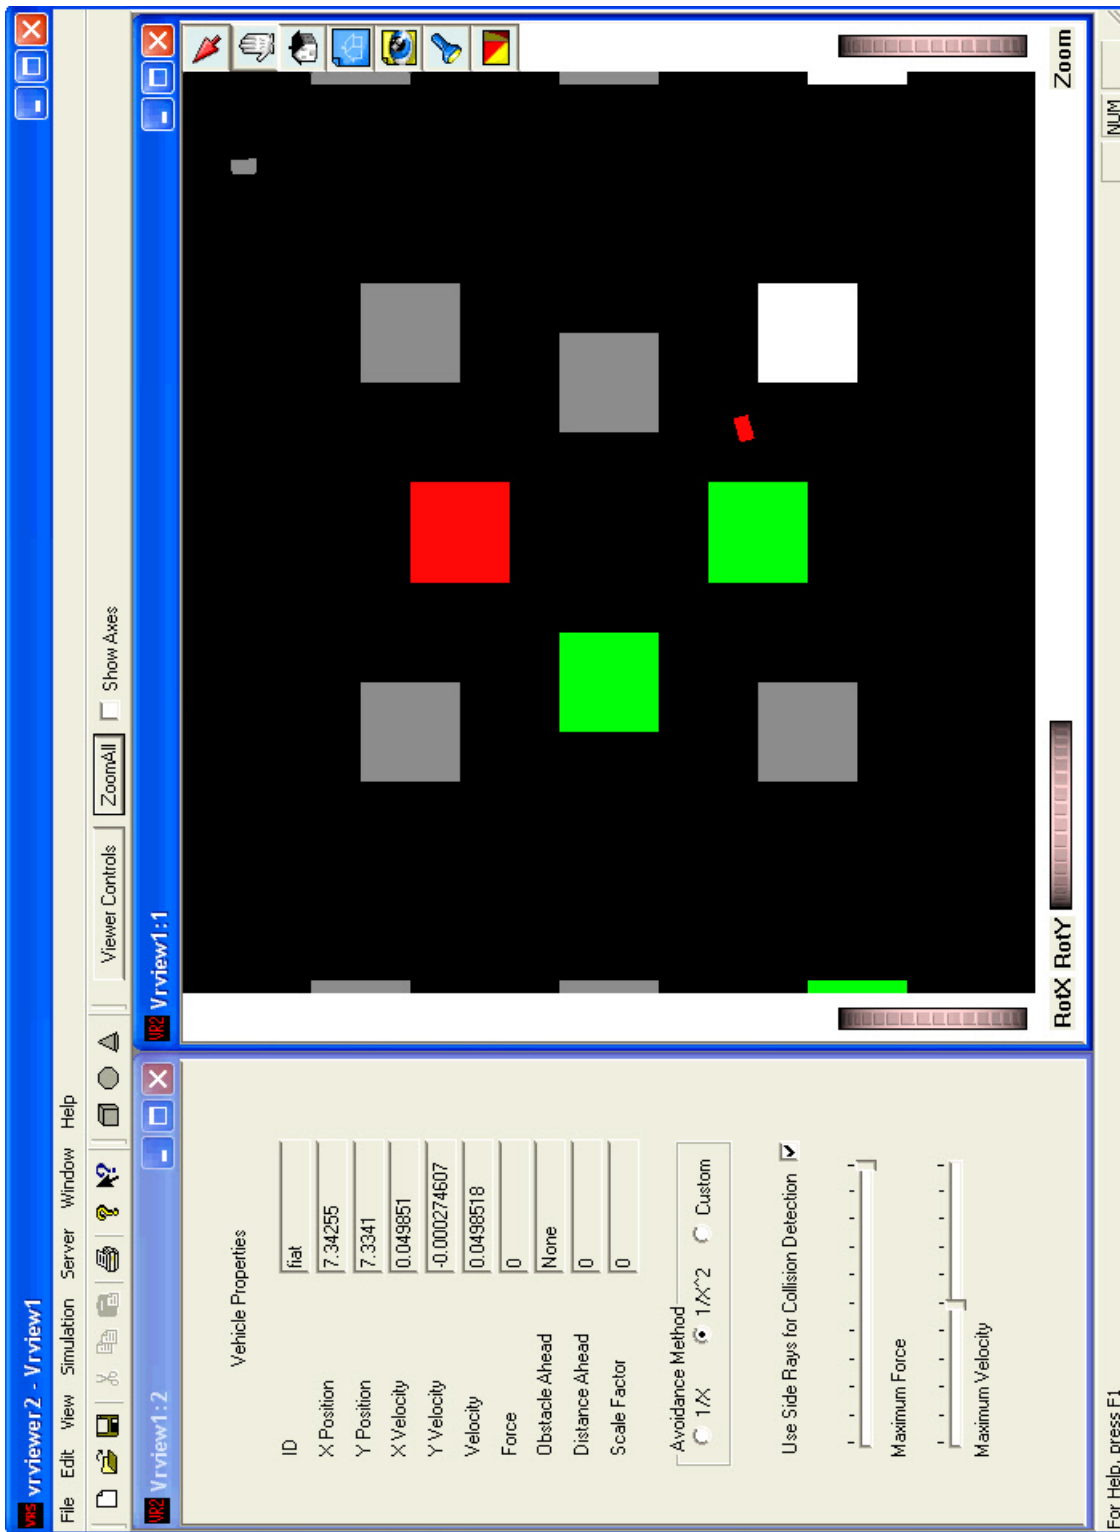 VRS vrviewer2 - Vrview1
File Edit View Simulation Server Window Help
Viewer Controls ZoomAll Show Axes
VR2 Vrview1:2
Vehicle Properties
ID fiat
X Position 7.34255
Y Position 7.3341
X Velocity 0.049851
Y Velocity -0.000274607
Velocity 0.0498518
Force 0
Obstacle Ahead None
Distance Ahead 0
Scale Factor 0
Avoidance Method
1/X 1/X^2 Custom
Use Side Rays for Collision Detection
Maximum Force
Maximum Velocity
VR2 Vrview1:1
RotX RotY Zoom
For Help, press F1 NUM